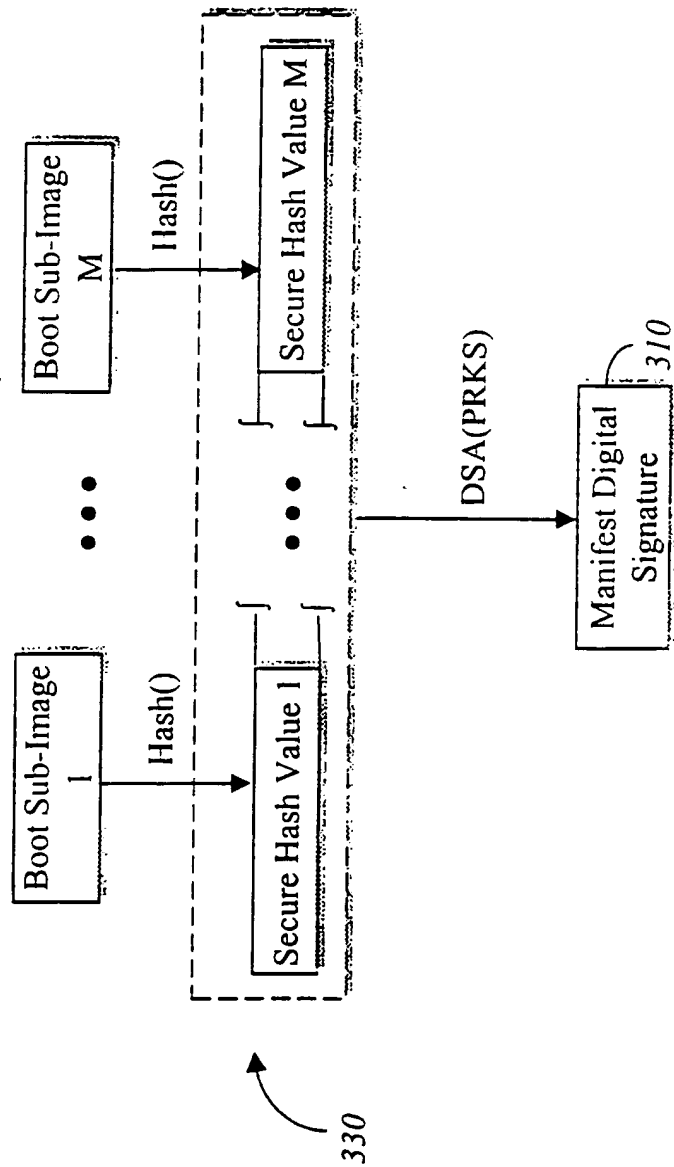 Boot Sub-Image
1
Boot Sub-Image
M
Hash()
Hash()
Secure Hash Value 1
Secure Hash Value M
330
DSA(PRKS)
Manifest Digital
Signature
310